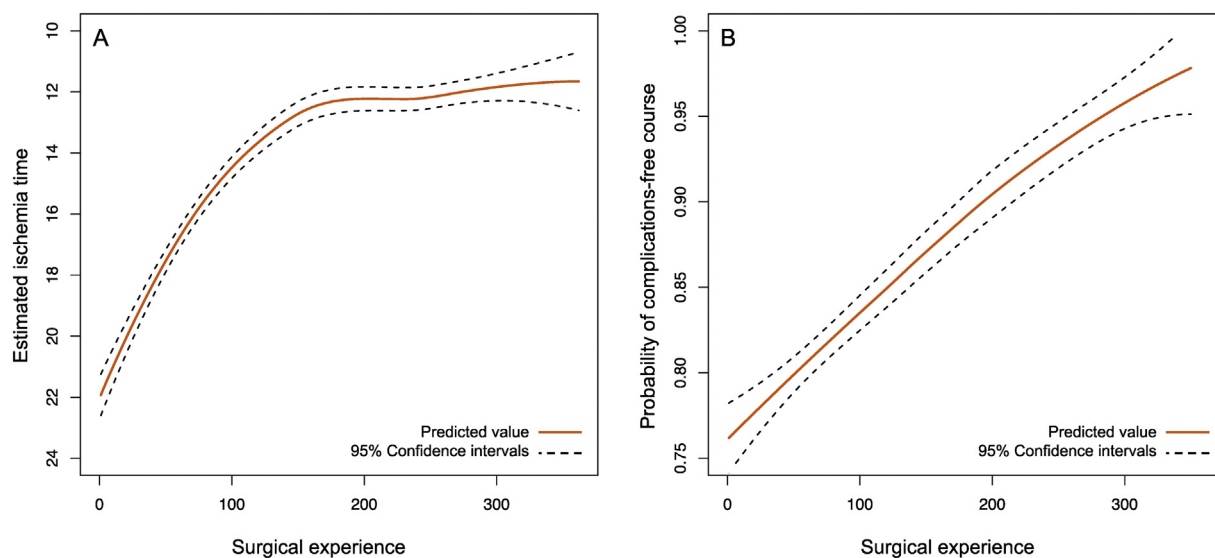 A
Estimated ischemia time
10
12
14
16
18
20
22
24
Predicted value
95% Confidence intervals
0
100
200
300
Surgical experience
B
Probability of complications-free course
1.00
0.95
0.90
0.85
0.80
0.75
Predicted value
95% Confidence intervals
0
100
200
300
Surgical experience